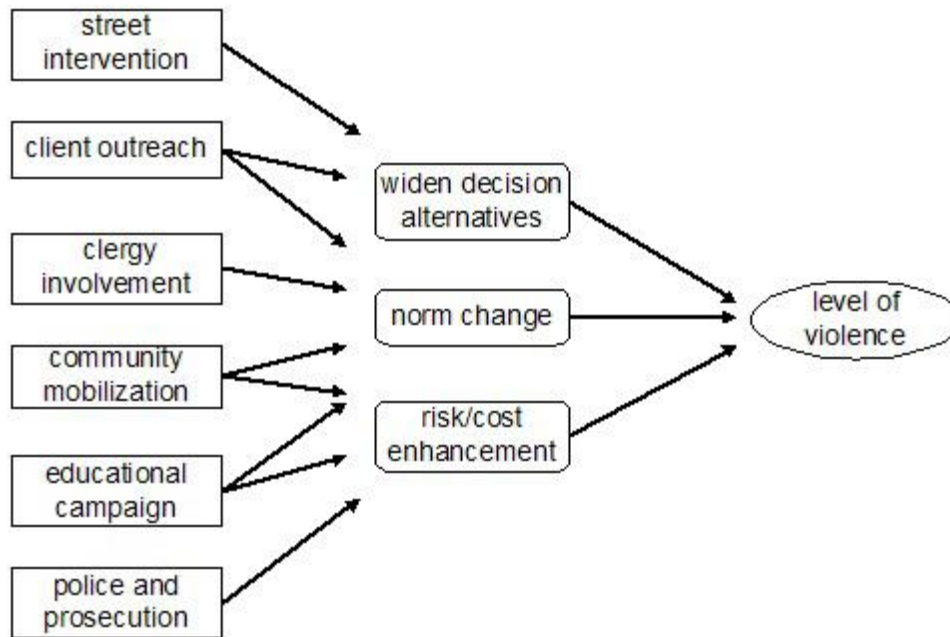 street
intervention
client outreach
clergy
involvement
community
mobilization
educational
campaign
police and
prosecution
widen decision
alternatives
norm change
risk/cost
enhancement
level of
violence